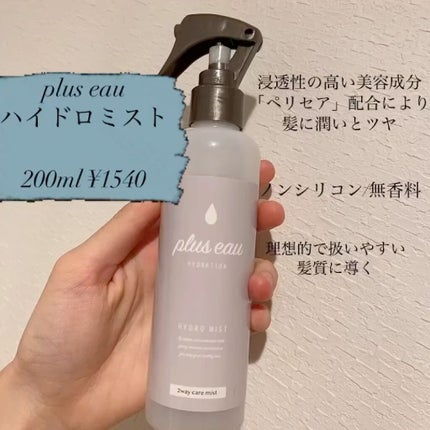 plus eau
ハイドロミスト
200ml ¥1540
浸透性の高い美容成分
「ペリセア」配合により
髪に潤いとツヤ
ノンシリコン/無香料
理想的で扱いやすい
髪質に導く
plus eau
HYDRATION
HYDRO MIST
2way care mist